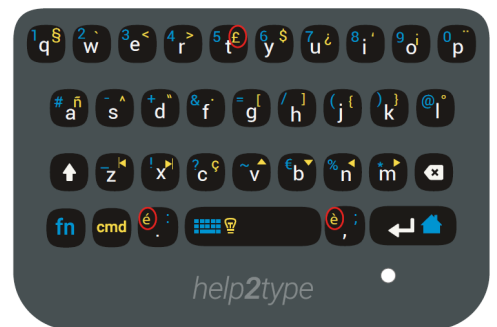 1 q § 2 w ` 3 e < 4 r > 5 t £ 6 y $ 7 u ¿ 8 i ' 9 o ¡ 0 p ¨
# a ñ - s ^ + d " & f · = g [ / h ] ( j { ) k } @ l °
_ z ! x ? c ç ~ v € b % n * m
fn cmd é : . è ; ,
help2type